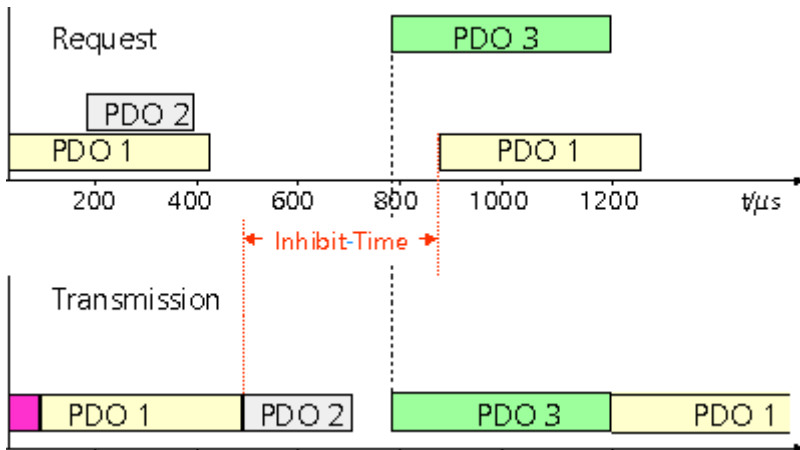 Request
PDO 3
PDO 2
PDO 1
PDO 1
200 400 600 800 1000 1200 t/µs
Inhibit-Time
Transmission
PDO 1 PDO 2 PDO 3 PDO 1